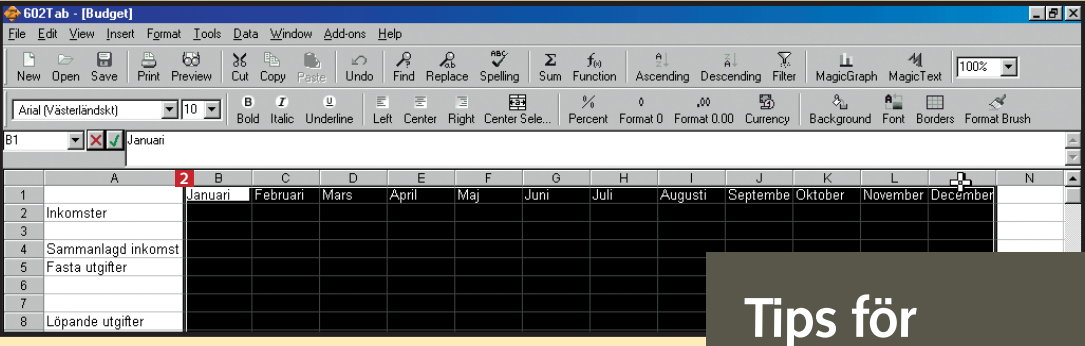 602Tab - [Budget]
File Edit View Insert Format Tools Data Window Add-ons Help
New Open Save Print Preview Cut Copy Paste Undo Find Replace Spelling Sum Function Ascending Descending Filter MagicGraph MagicText 100%
Arial (Västerländskt) 10 Bold Italic Underline Left Center Right Center Sele... Percent Format 0 Format 0.00 Currency Background Font Borders Format Brush
B1 Januari
A 2 B C D E F G H I J K L N
1 Januari Februari Mars April Maj Juni Juli Augusti Septembe Oktober November December
2 Inkomster
3
4 Sammanlagd inkomst
5 Fasta utgifter
6
7
8 Löpande utgifter
Tips för